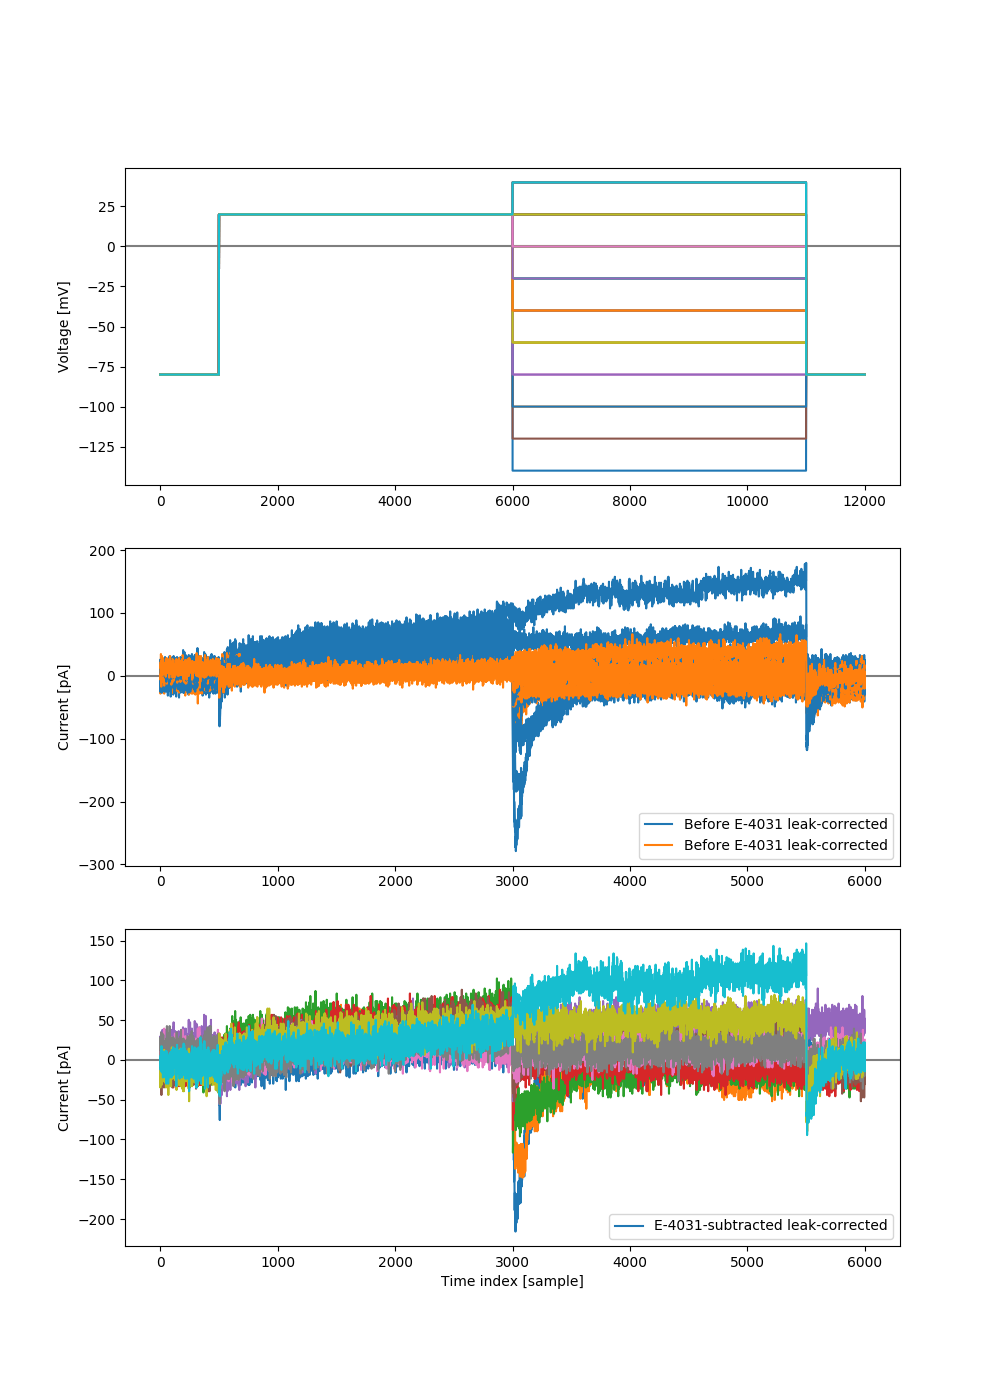 25
0
−25
−50
−75
−100
−125
Voltage [mV]
0 2000 4000 6000 8000 10000 12000
200
100
0
−100
−200
−300
Current [pA]
Before E-4031 leak-corrected
Before E-4031 leak-corrected
0 1000 2000 3000 4000 5000 6000
150
100
50
0
−50
−100
−150
−200
Current [pA]
E-4031-subtracted leak-corrected
0 1000 2000 3000 4000 5000 6000
Time index [sample]